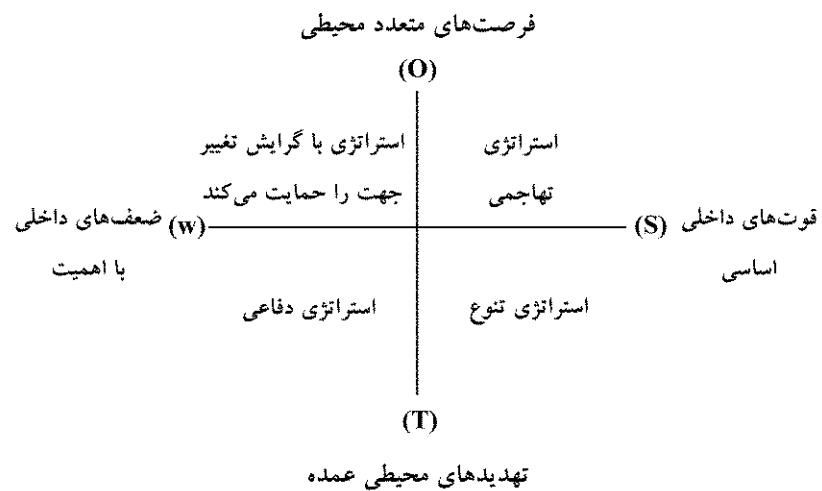 فرصت‌های متعدد محیطی
(O)
استراتژی
تهاجمی
استراتژی با گرایش تغییر
جهت را حمایت می‌کند
قوت‌های داخلی
اساسی
(S)
(w)
ضعف‌های داخلی
با اهمیت
استراتژی تنوع
استراتژی دفاعی
(T)
تهدیدهای محیطی عمده